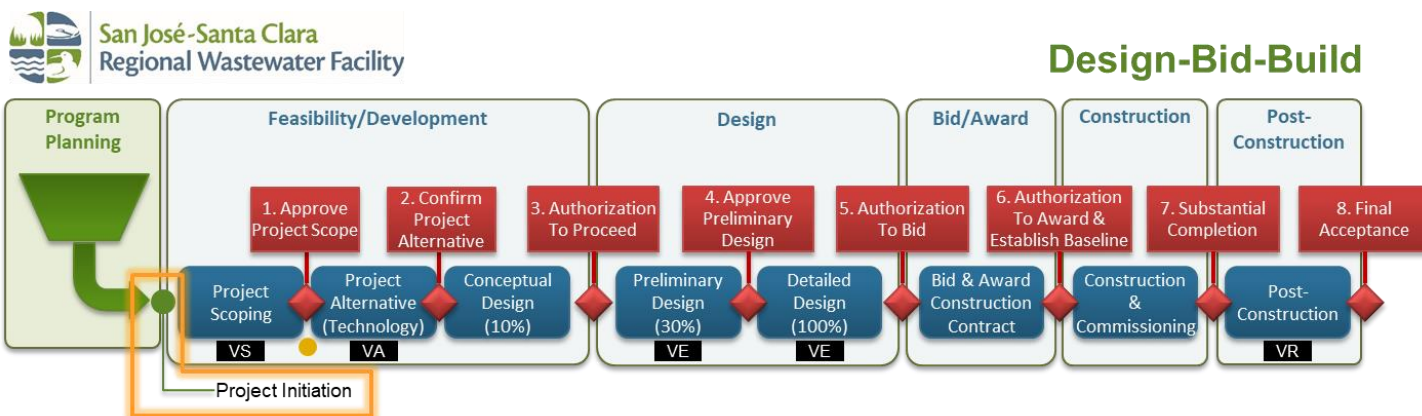 San José-Santa Clara
Regional Wastewater Facility
Design-Bid-Build
Program
Planning
Feasibility/Development
Design
Bid/Award
Construction
Post-
Construction
1. Approve
Project Scope
2. Confirm
Project
Alternative
3. Authorization
To Proceed
4. Approve
Preliminary
Design
5. Authorization
To Bid
6. Authorization
To Award &
Establish Baseline
7. Substantial
Completion
8. Final
Acceptance
Project
Scoping
Project
Alternative
(Technology)
Conceptual
Design
(10%)
Preliminary
Design
(30%)
Detailed
Design
(100%)
Bid & Award
Construction
Contract
Construction
&
Commissioning
Post-
Construction
VS
VA
VE
VE
VR
Project Initiation